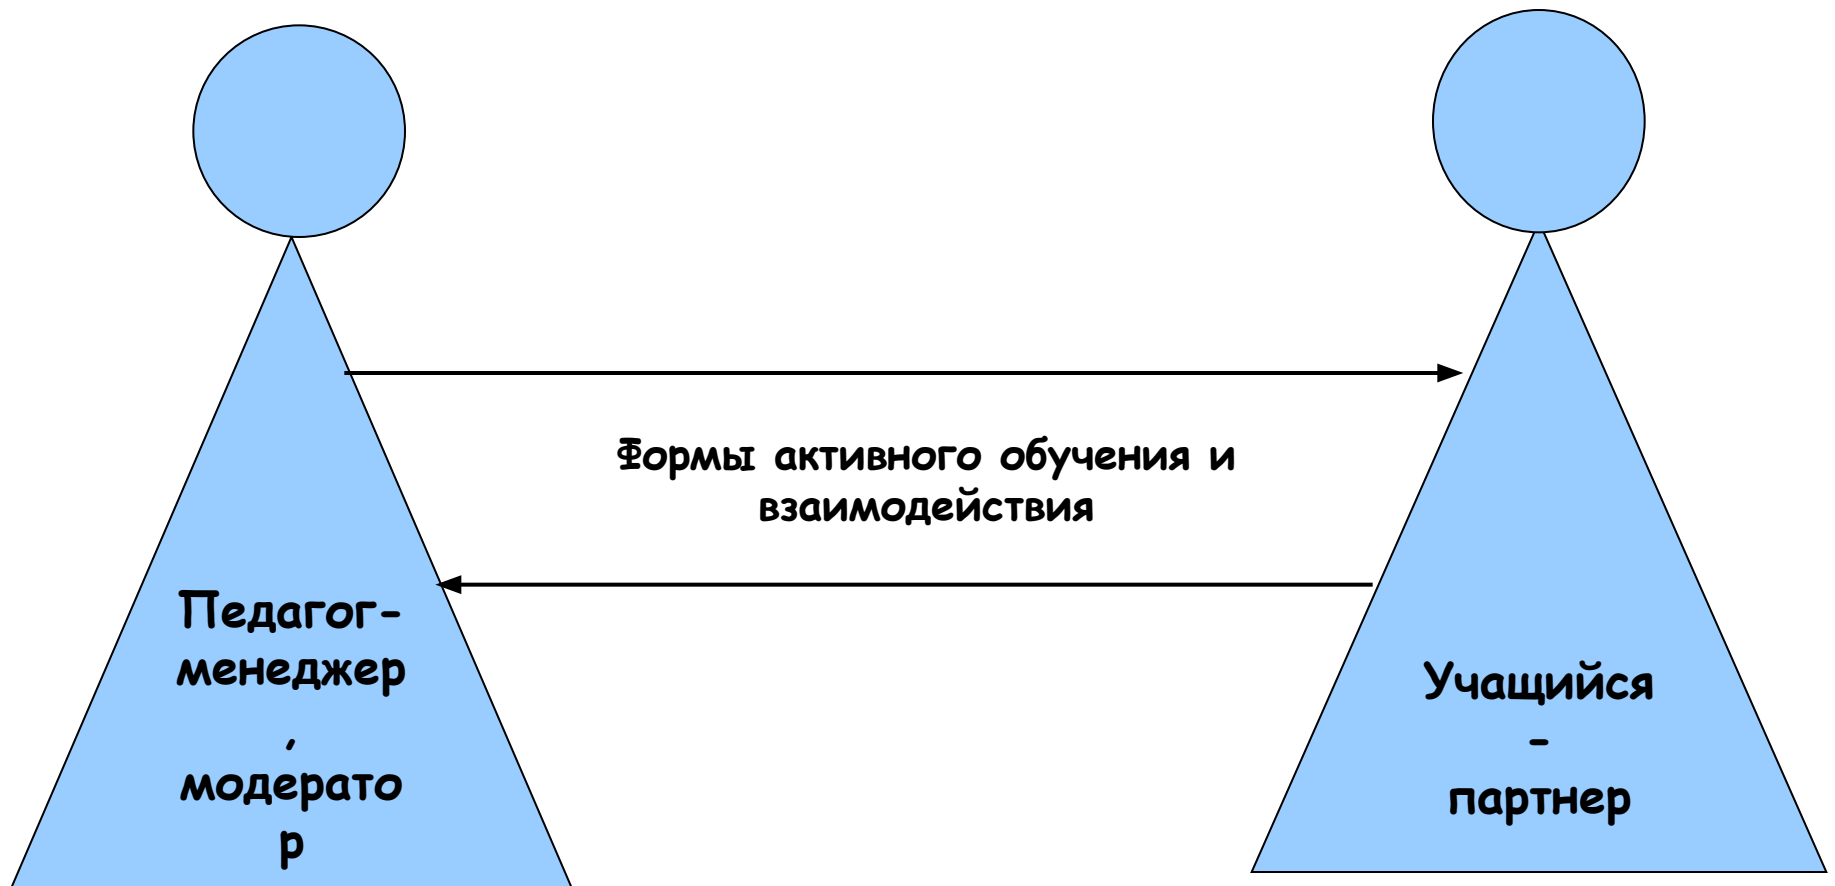 Формы активного обучения и
взаимодействия
Педагог-
менеджер
,
модерато
р
Учащийся
-
партнер